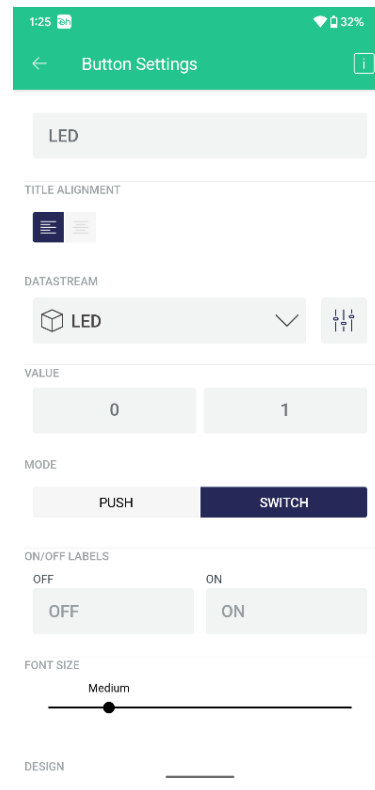 1:25 eh 32%
Button Settings i
LED
TITLE ALIGNMENT
DATASTREAM
LED
VALUE
0 1
MODE
PUSH SWITCH
ON/OFF LABELS
OFF ON
OFF ON
FONT SIZE
Medium
DESIGN